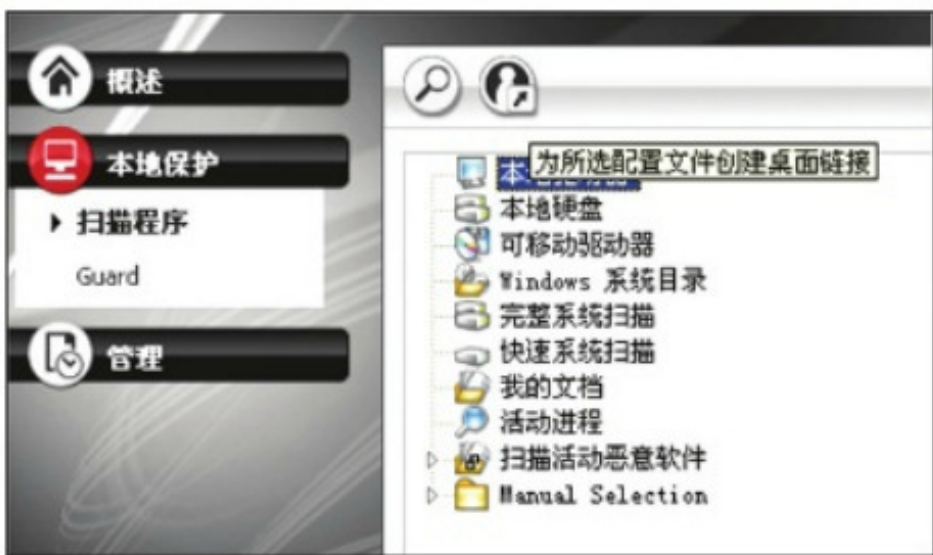 概述
本地保护
扫描程序
Guard
管理
为所选配置文件创建桌面链接
本
本地硬盘
可移动驱动器
Windows 系统目录
完整系统扫描
快速系统扫描
我的文档
活动进程
扫描活动恶意软件
Manual Selection